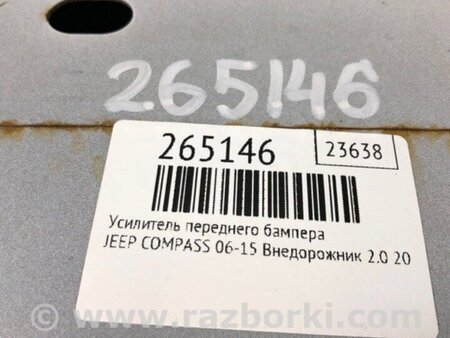 265146
265146
23638
Усилитель переднего бампера
JEEP COMPASS 06-15 Внедорожник 2.0 20
www.razborki.com